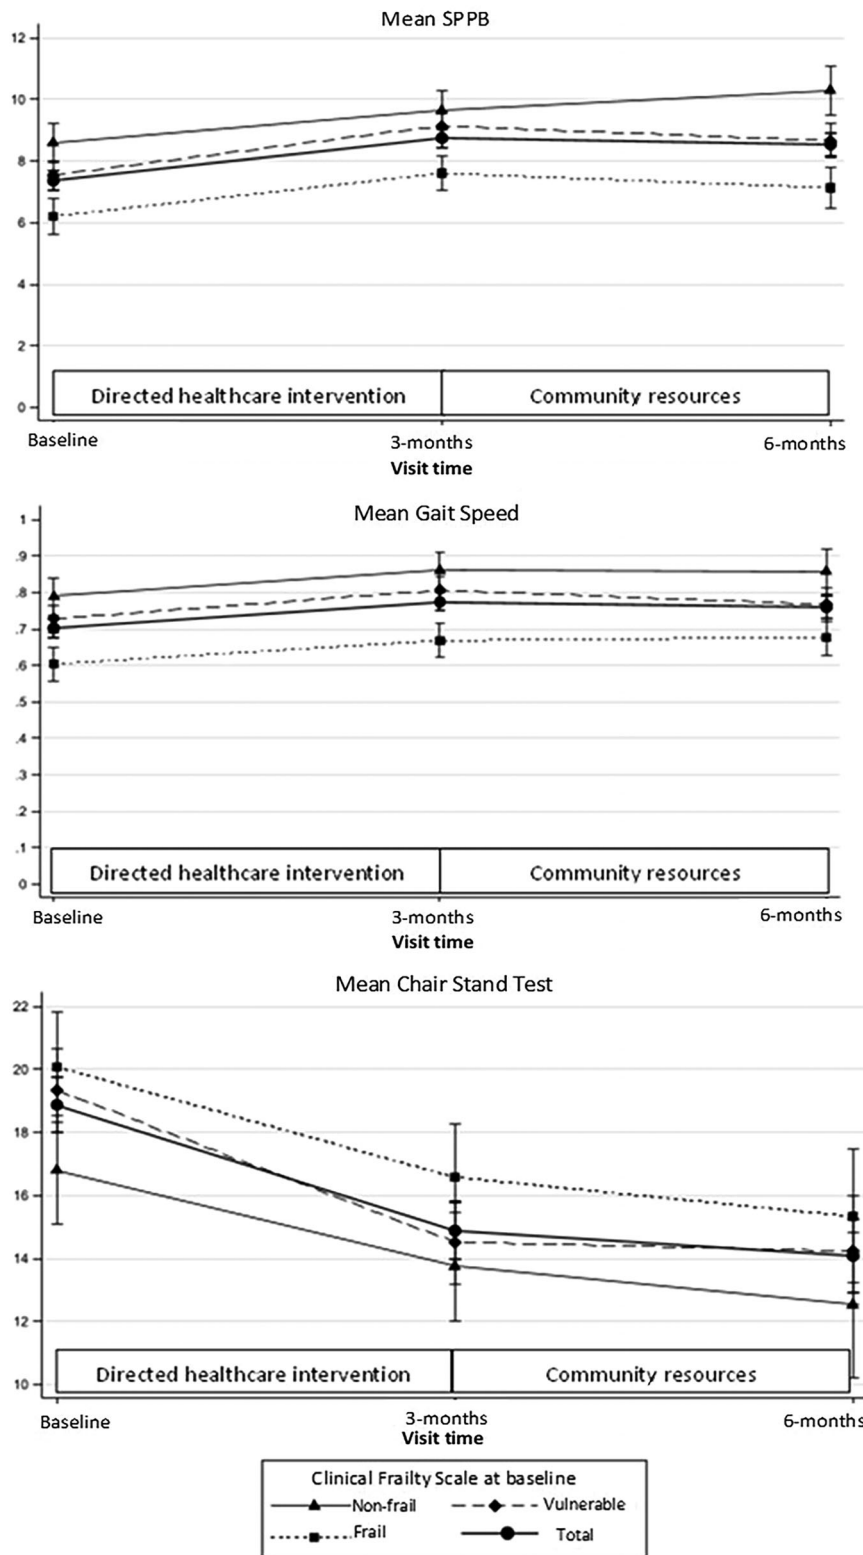 Mean SPPB
12
10
8
6
4
2
0
Directed healthcare intervention Community resources
Baseline 3-months 6-months
Visit time
Mean Gait Speed
1
.9
.8
.7
.6
.5
.4
.3
.2
.1
0
Directed healthcare intervention Community resources
Baseline 3-months 6-months
Visit time
Mean Chair Stand Test
22
20
18
16
14
12
10
Directed healthcare intervention Community resources
Baseline 3-months 6-months
Visit time
Clinical Frailty Scale at baseline
Non-frail Vulnerable
Frail Total